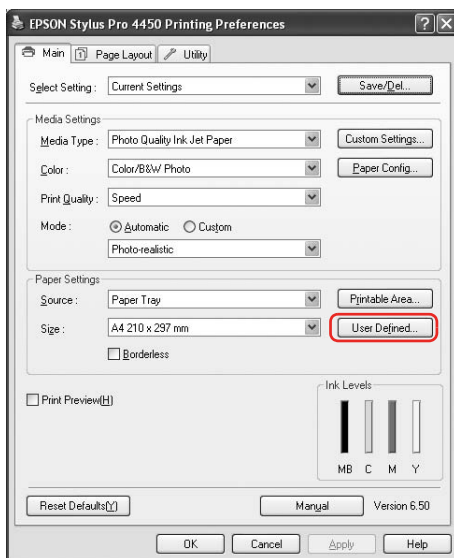 EPSON Stylus Pro 4450 Printing Preferences
Main Page Layout Utility
Select Setting : Current Settings Save/Del...
Media Settings
Media Type : Photo Quality Ink Jet Paper Custom Settings...
Color : Color/B&W Photo Paper Config...
Print Quality : Speed
Mode : Automatic Custom
Photo-realistic
Paper Settings
Source : Paper Tray Printable Area...
Size : A4 210 x 297 mm User Defined...
Borderless
Print Preview(H)
Ink Levels
MB C M Y
Reset Defaults(Y) Manual Version 6.50
OK Cancel Apply Help